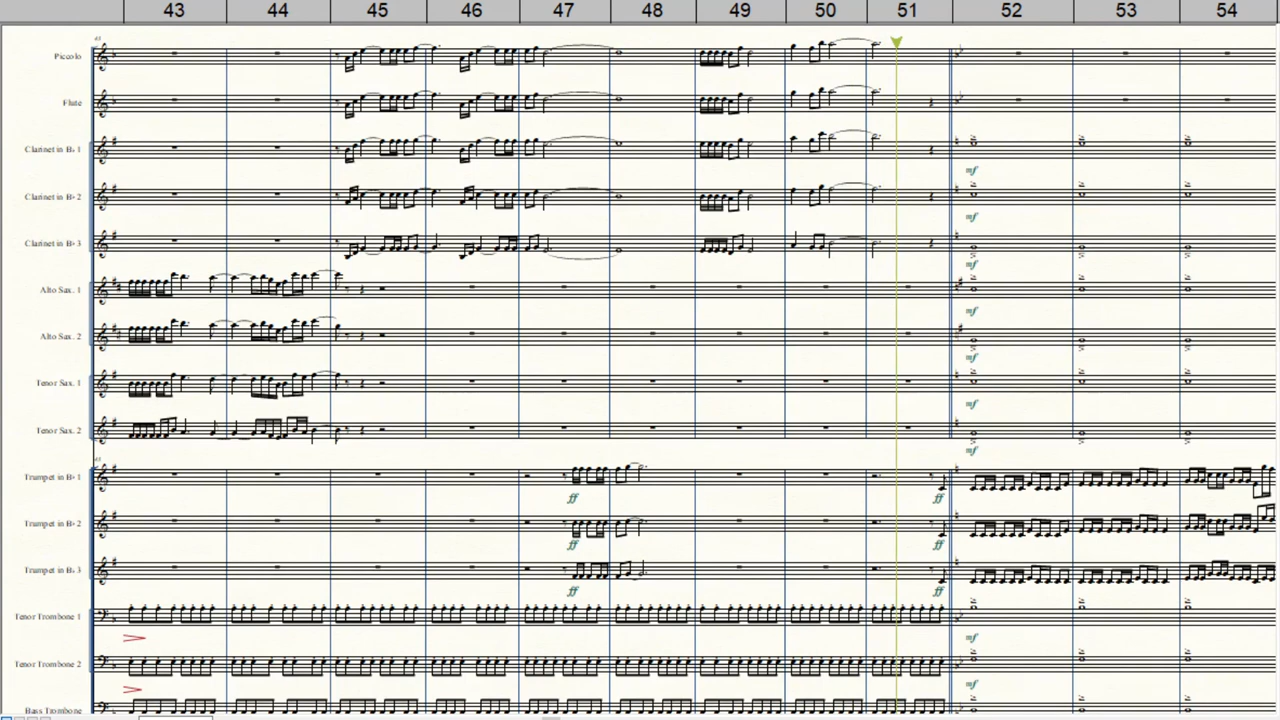 43 44 45 46 47 48 49 50 51 52 53 54
43
Piccolo
Flute
Clarinet in B♭ 1
mf
Clarinet in B♭ 2
mf
Clarinet in B♭ 3
mf
Alto Sax. 1
mf
Alto Sax. 2
mf
Tenor Sax. 1
mf
Tenor Sax. 2
mf
43
Trumpet in B♭ 1
ff ff
Trumpet in B♭ 2
ff ff
Trumpet in B♭ 3
ff ff
Tenor Trombone 1
mf
Tenor Trombone 2
mf
Bass Trombone